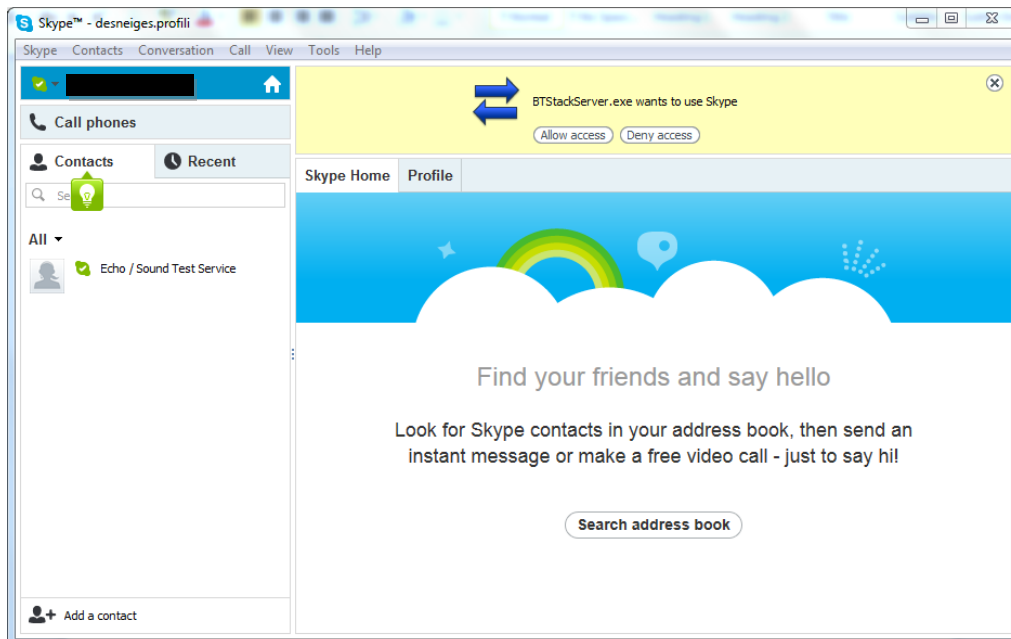 Skype™ - desneiges.profili
Skype Contacts Conversation Call View Tools Help
Call phones
Contacts Recent
BTStackServer.exe wants to use Skype
Allow access Deny access
Skype Home Profile
All
Echo / Sound Test Service
Find your friends and say hello
Look for Skype contacts in your address book, then send an
instant message or make a free video call - just to say hi!
Search address book
Add a contact